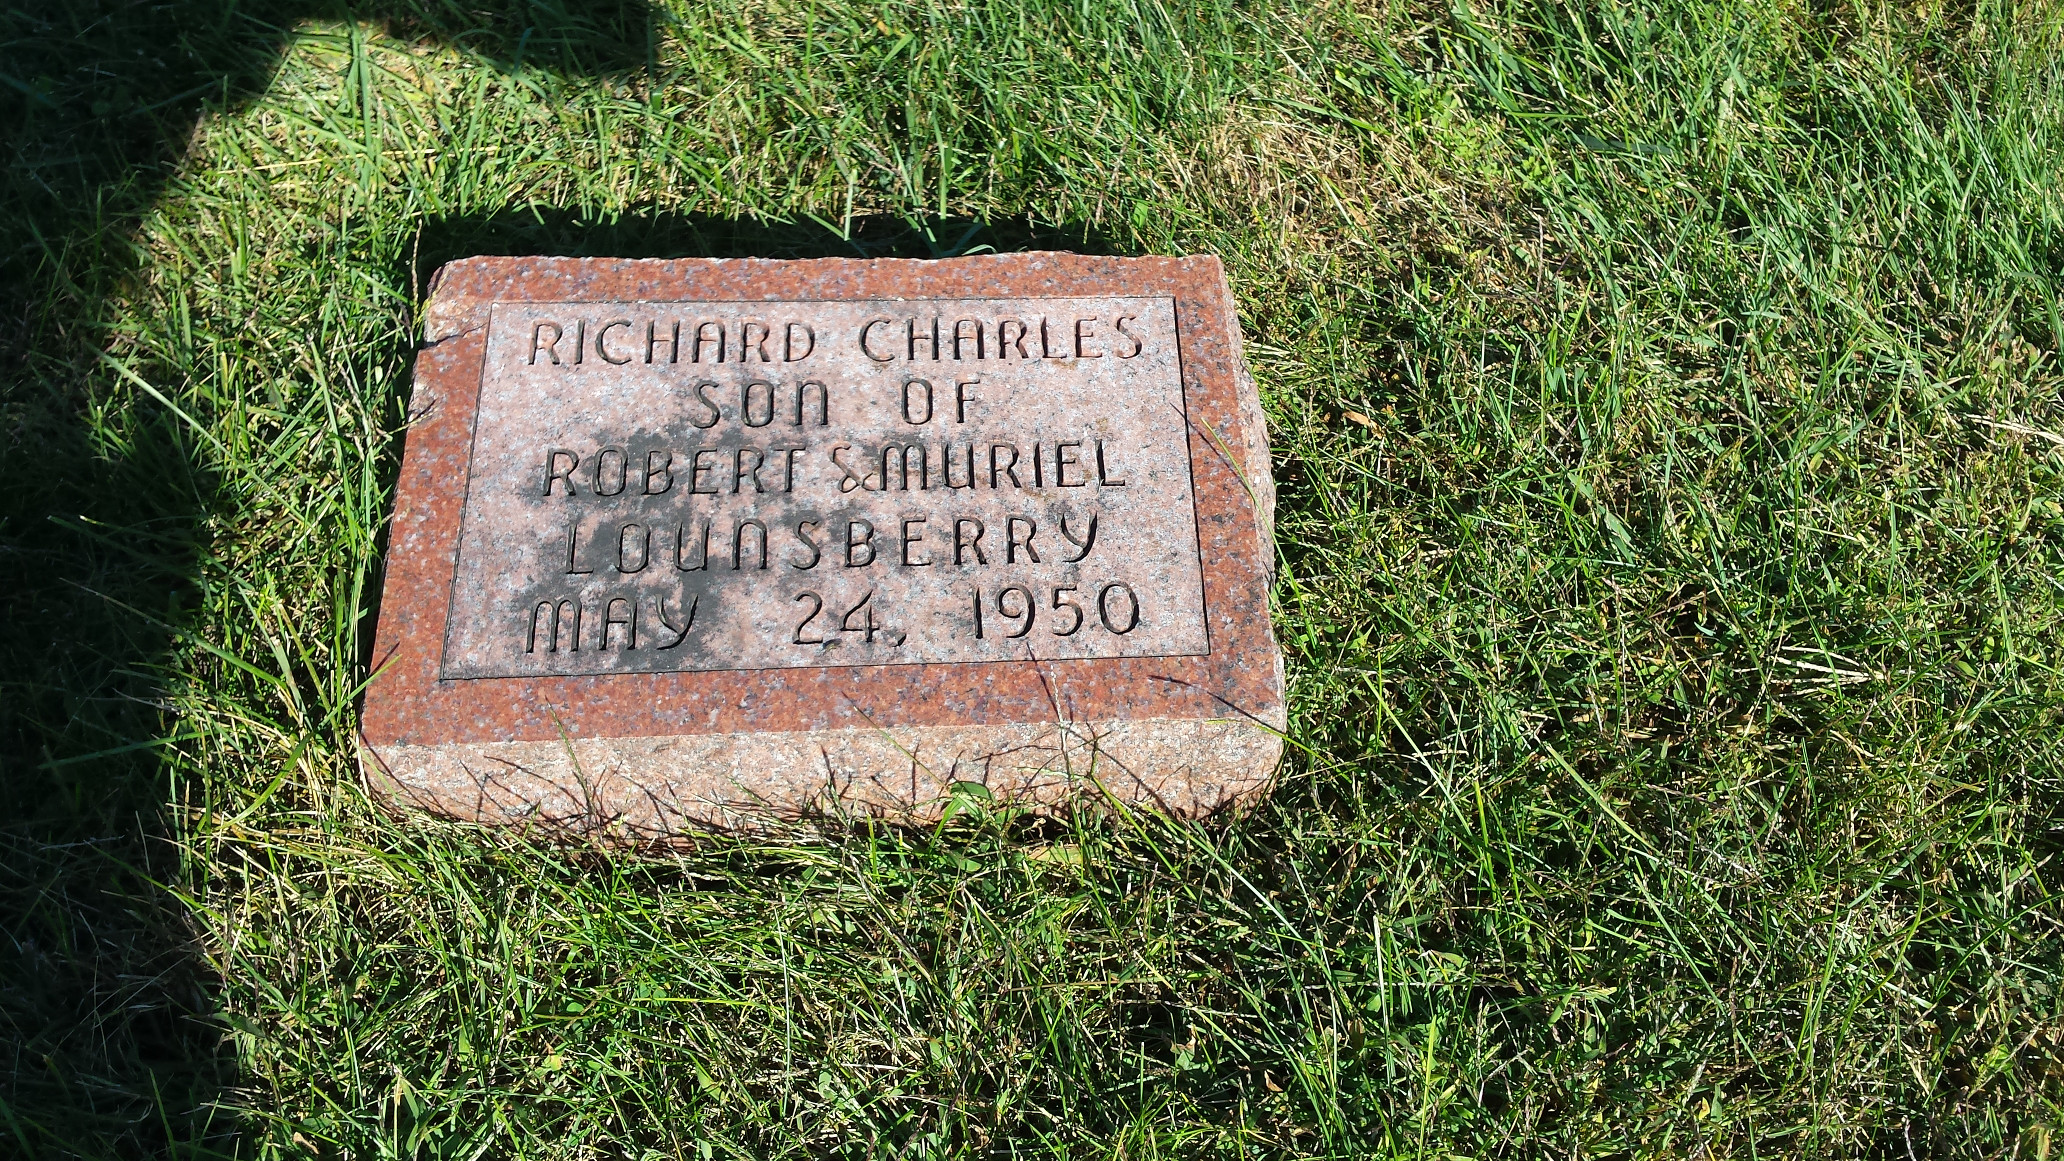 RICHARD CHARLES
SON OF
ROBERT & MURIEL
LOUNSBERRY
MAY 24, 1950